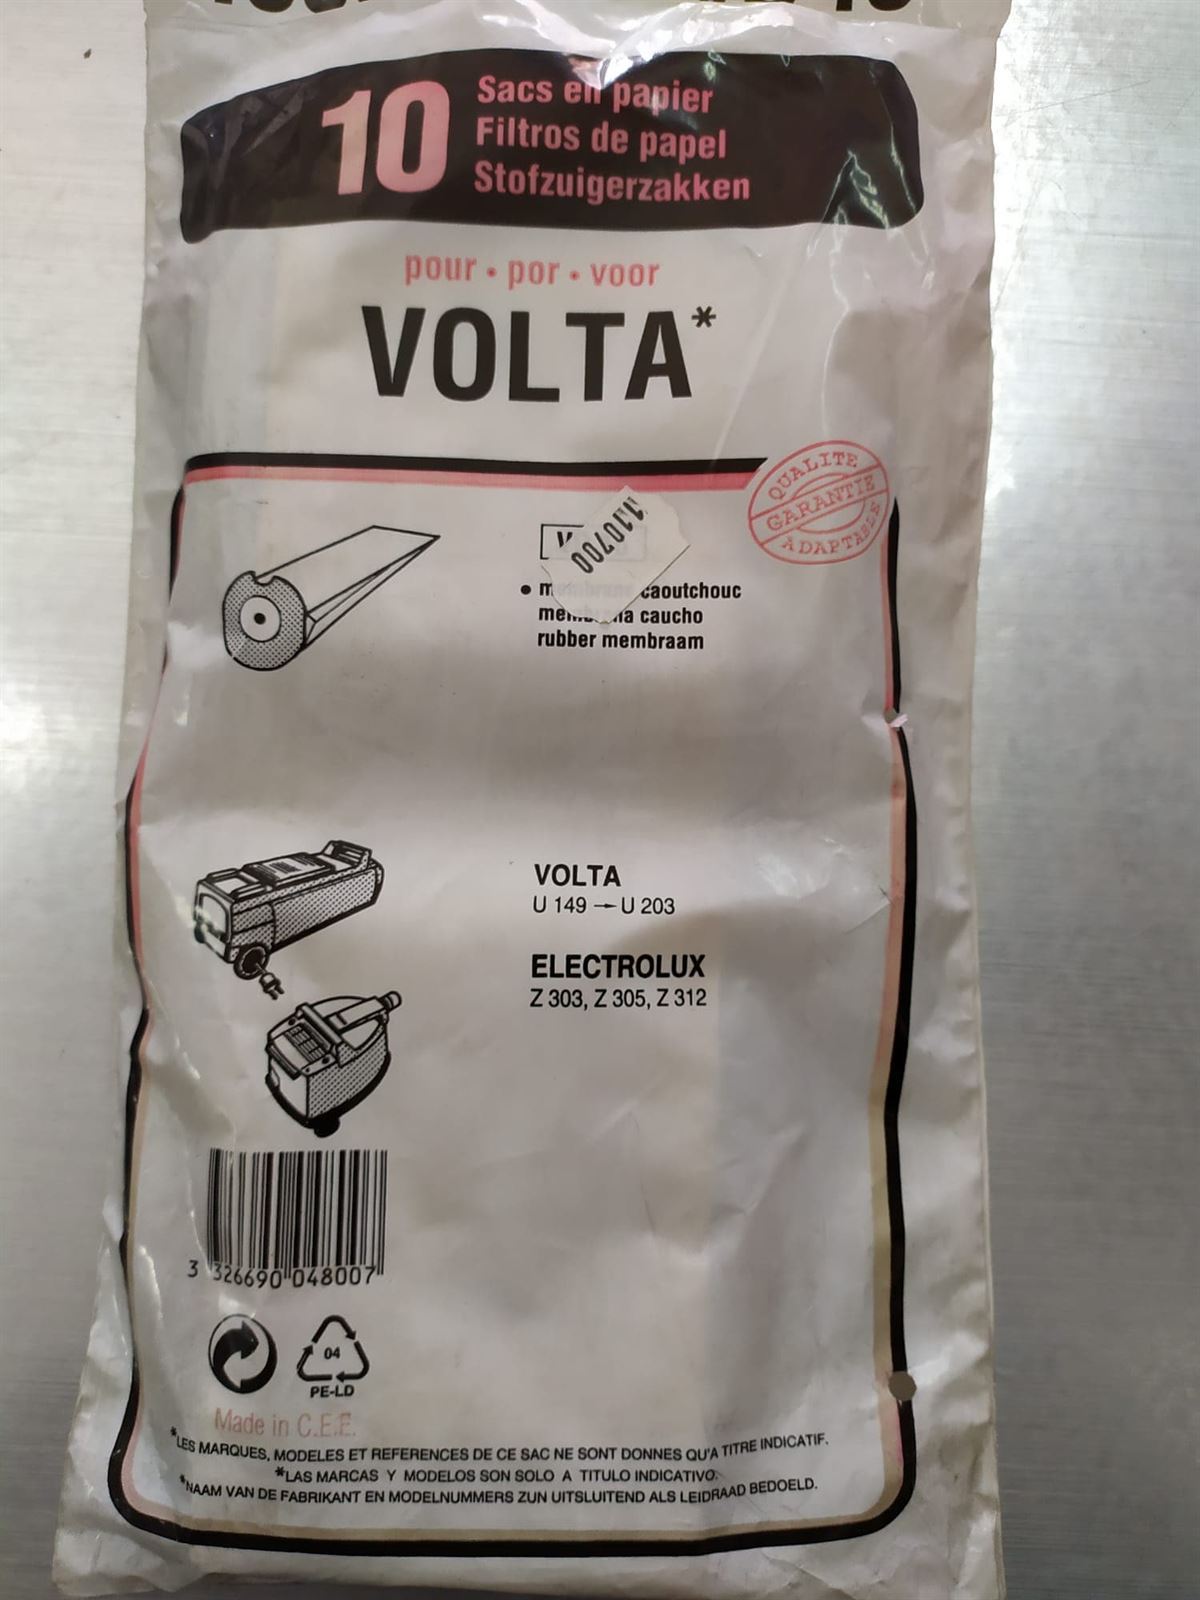 10
Sacs en papier
Filtros de papel
Stofzuigerzakken
pour • por • voor
VOLTA*
QUALITE
GARANTIE
ADAPTABLE
110700
• caoutchouc
caucho
rubber membraam
VOLTA
U 149 → U 203
ELECTROLUX
Z 303, Z 305, Z 312
3 326690 048007
04
PE-LD
Made in C.E.E.
*LES MARQUES, MODELES ET REFERENCES DE CE SAC NE SONT DONNES QU'A TITRE INDICATIF.
*LAS MARCAS Y MODELOS SON SOLO A TITULO INDICATIVO.
*NAAM VAN DE FABRIKANT EN MODELNUMMERS ZUN UITSLUITEND ALS LEIDRAAD BEDOELD.